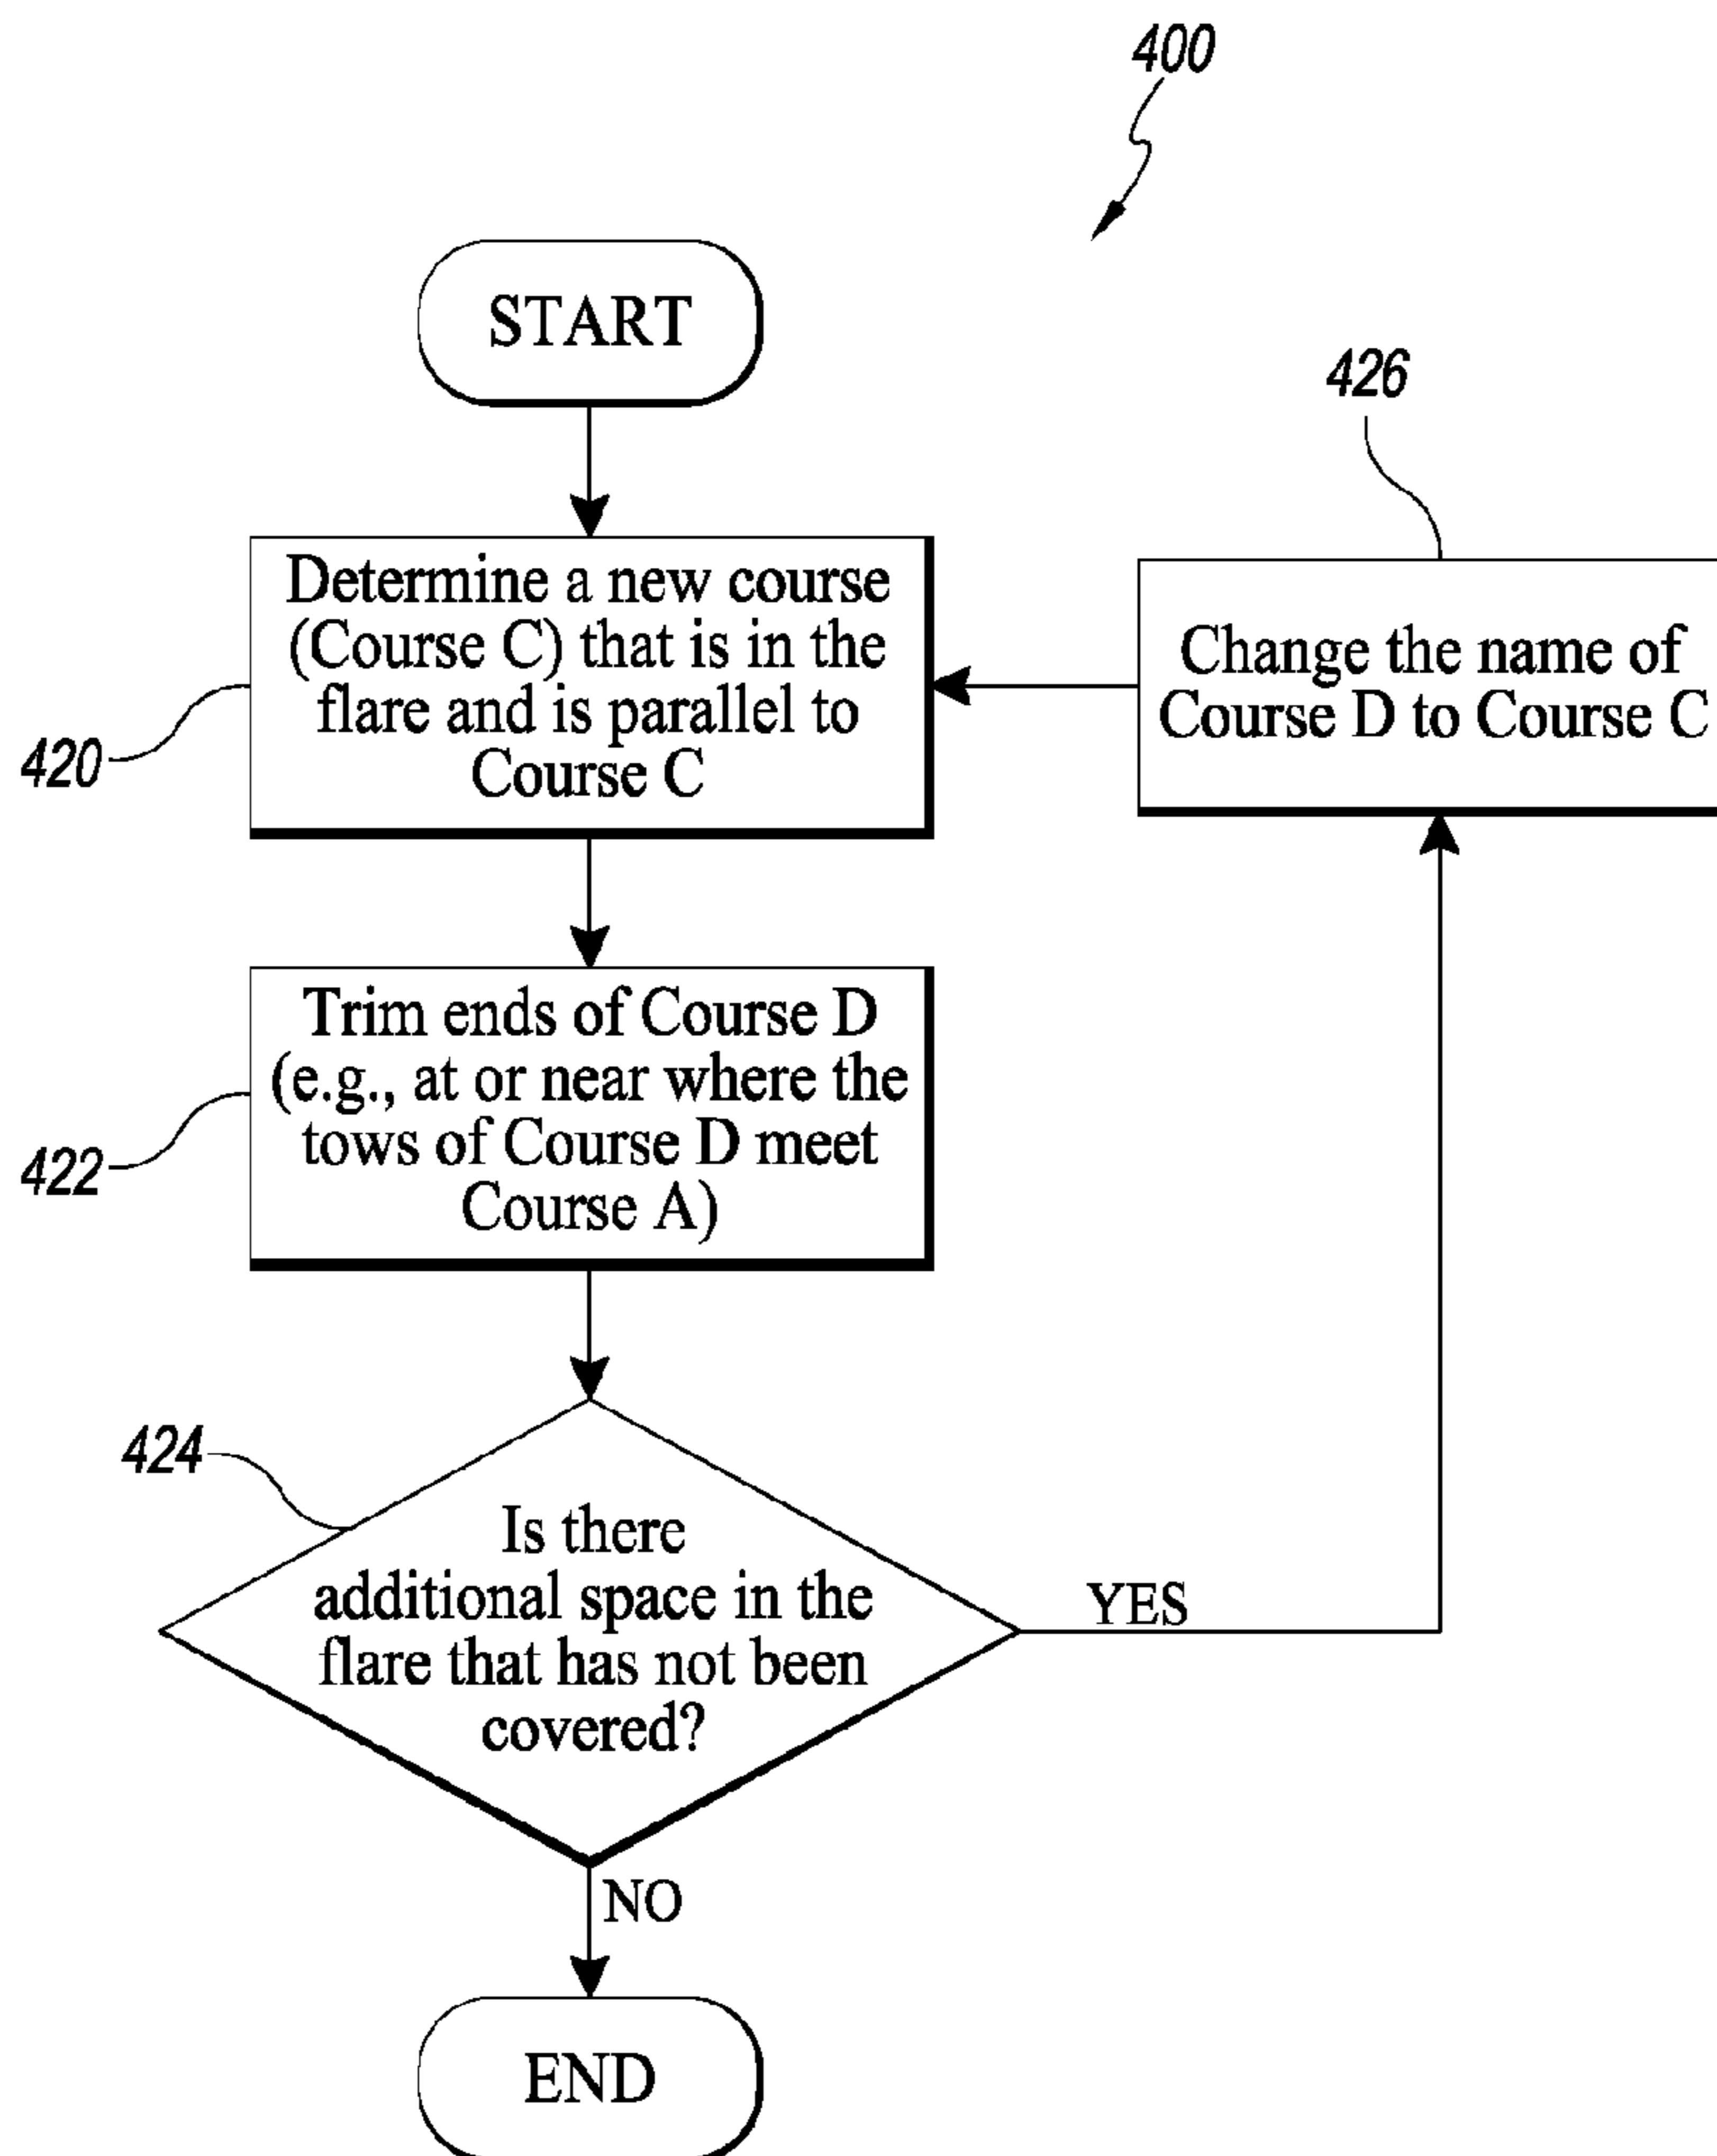 400
START
426
Determine a new course
(Course C) that is in the
flare and is parallel to
Course C
420
Change the name of
Course D to Course C
Trim ends of Course D
(e.g., at or near where the
tows of Course D meet
Course A)
422
424
Is there
additional space in the
flare that has not been
covered?
YES
NO
END